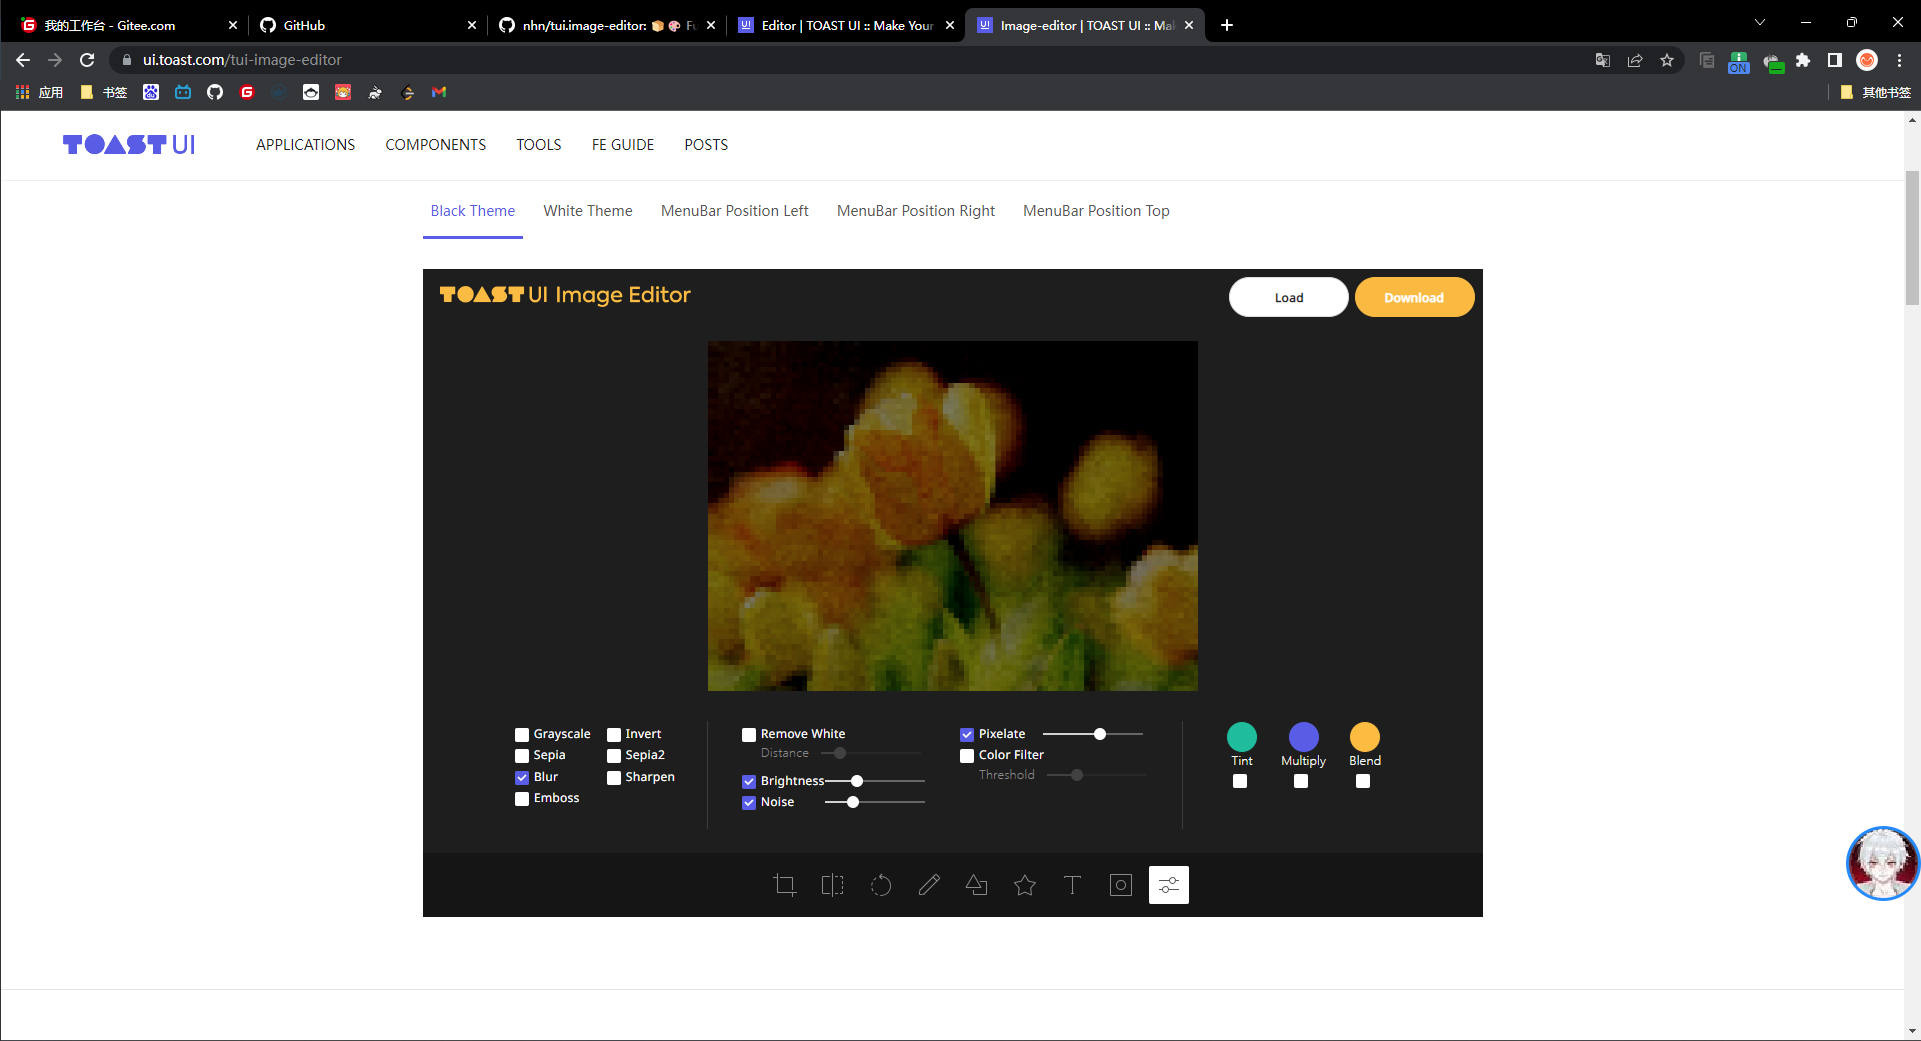 我的工作台 - Gitee.com
GitHub
nhn/tui.image-editor: 📦🎨 Fu
Editor | TOAST UI :: Make Your
Image-editor | TOAST UI :: Mak
ui.toast.com/tui-image-editor
ON
应用
书签
其他书签
TOAST UI
APPLICATIONS
COMPONENTS
TOOLS
FE GUIDE
POSTS
Black Theme
White Theme
MenuBar Position Left
MenuBar Position Right
MenuBar Position Top
TOAST UI Image Editor
Load
Download
Grayscale
Invert
Sepia
Sepia2
Blur
Sharpen
Emboss
Remove White
Distance
Brightness
Noise
Pixelate
Color Filter
Threshold
Tint
Multiply
Blend